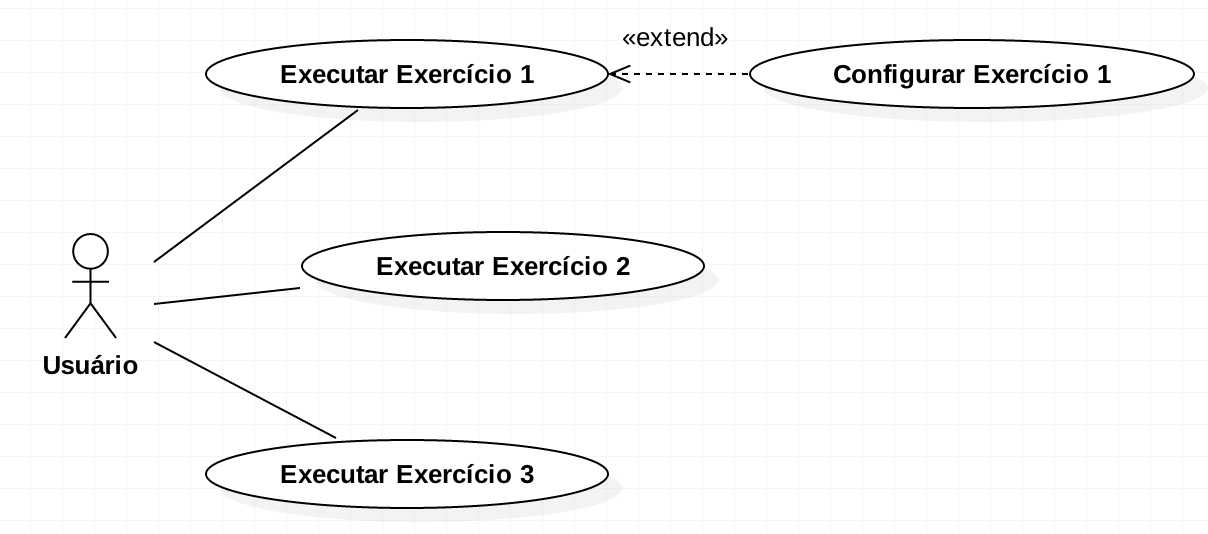 «extend»
Executar Exercício 1
Configurar Exercício 1
Executar Exercício 2
Usuário
Executar Exercício 3